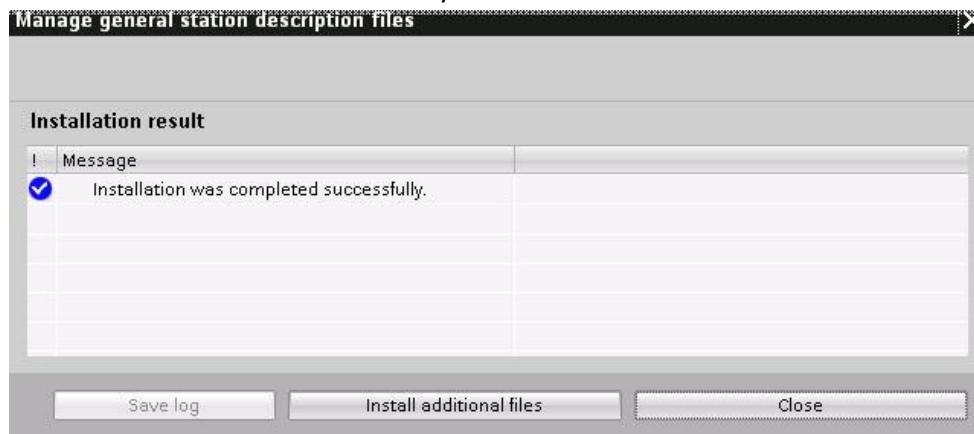 Manage general station description files
Installation result
! Message
Installation was completed successfully.
Save log Install additional files Close